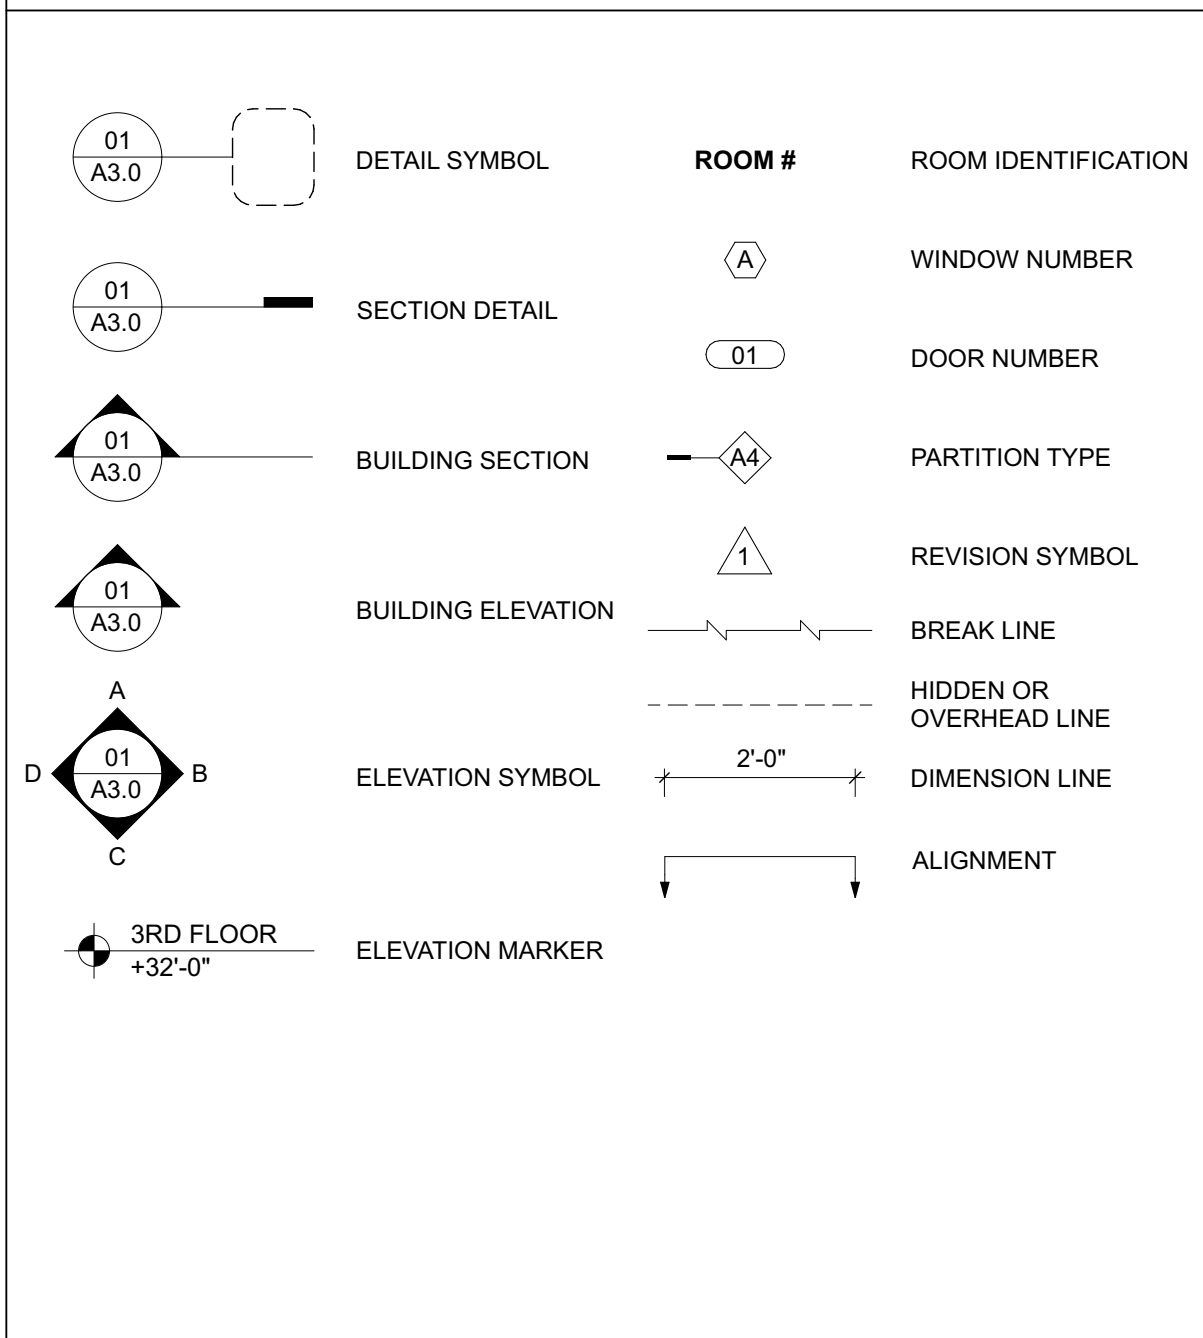 01
A3.0
DETAIL SYMBOL
01
A3.0
SECTION DETAIL
01
A3.0
BUILDING SECTION
01
A3.0
BUILDING ELEVATION
A
D
01
A3.0
B
C
ELEVATION SYMBOL
3RD FLOOR
+32'-0"
ELEVATION MARKER
ROOM #
ROOM IDENTIFICATION
A
WINDOW NUMBER
01
DOOR NUMBER
A4
PARTITION TYPE
1
REVISION SYMBOL
BREAK LINE
HIDDEN OR
OVERHEAD LINE
2'-0"
DIMENSION LINE
ALIGNMENT